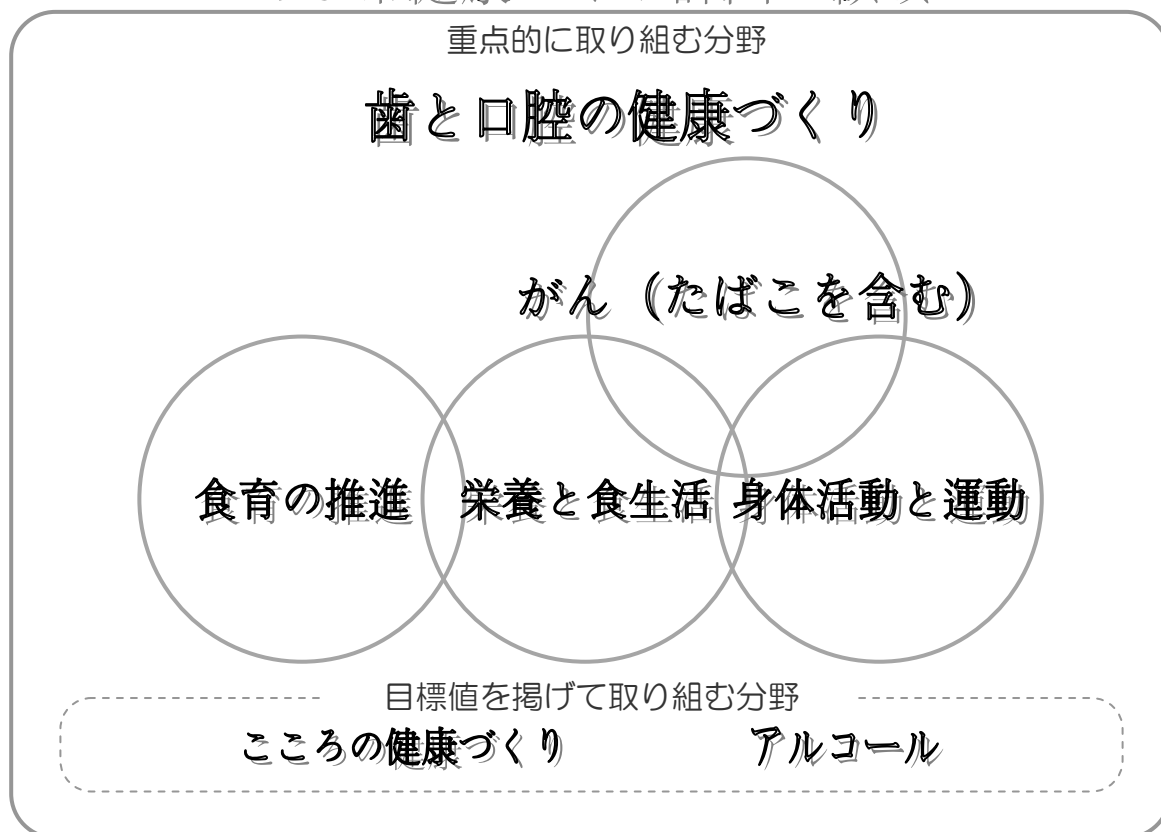 重点的に取り組む分野
歯と口腔の健康づくり
がん（たばこを含む）
食育の推進 栄養と食生活 身体活動と運動
目標値を掲げて取り組む分野
こころの健康づくり アルコール